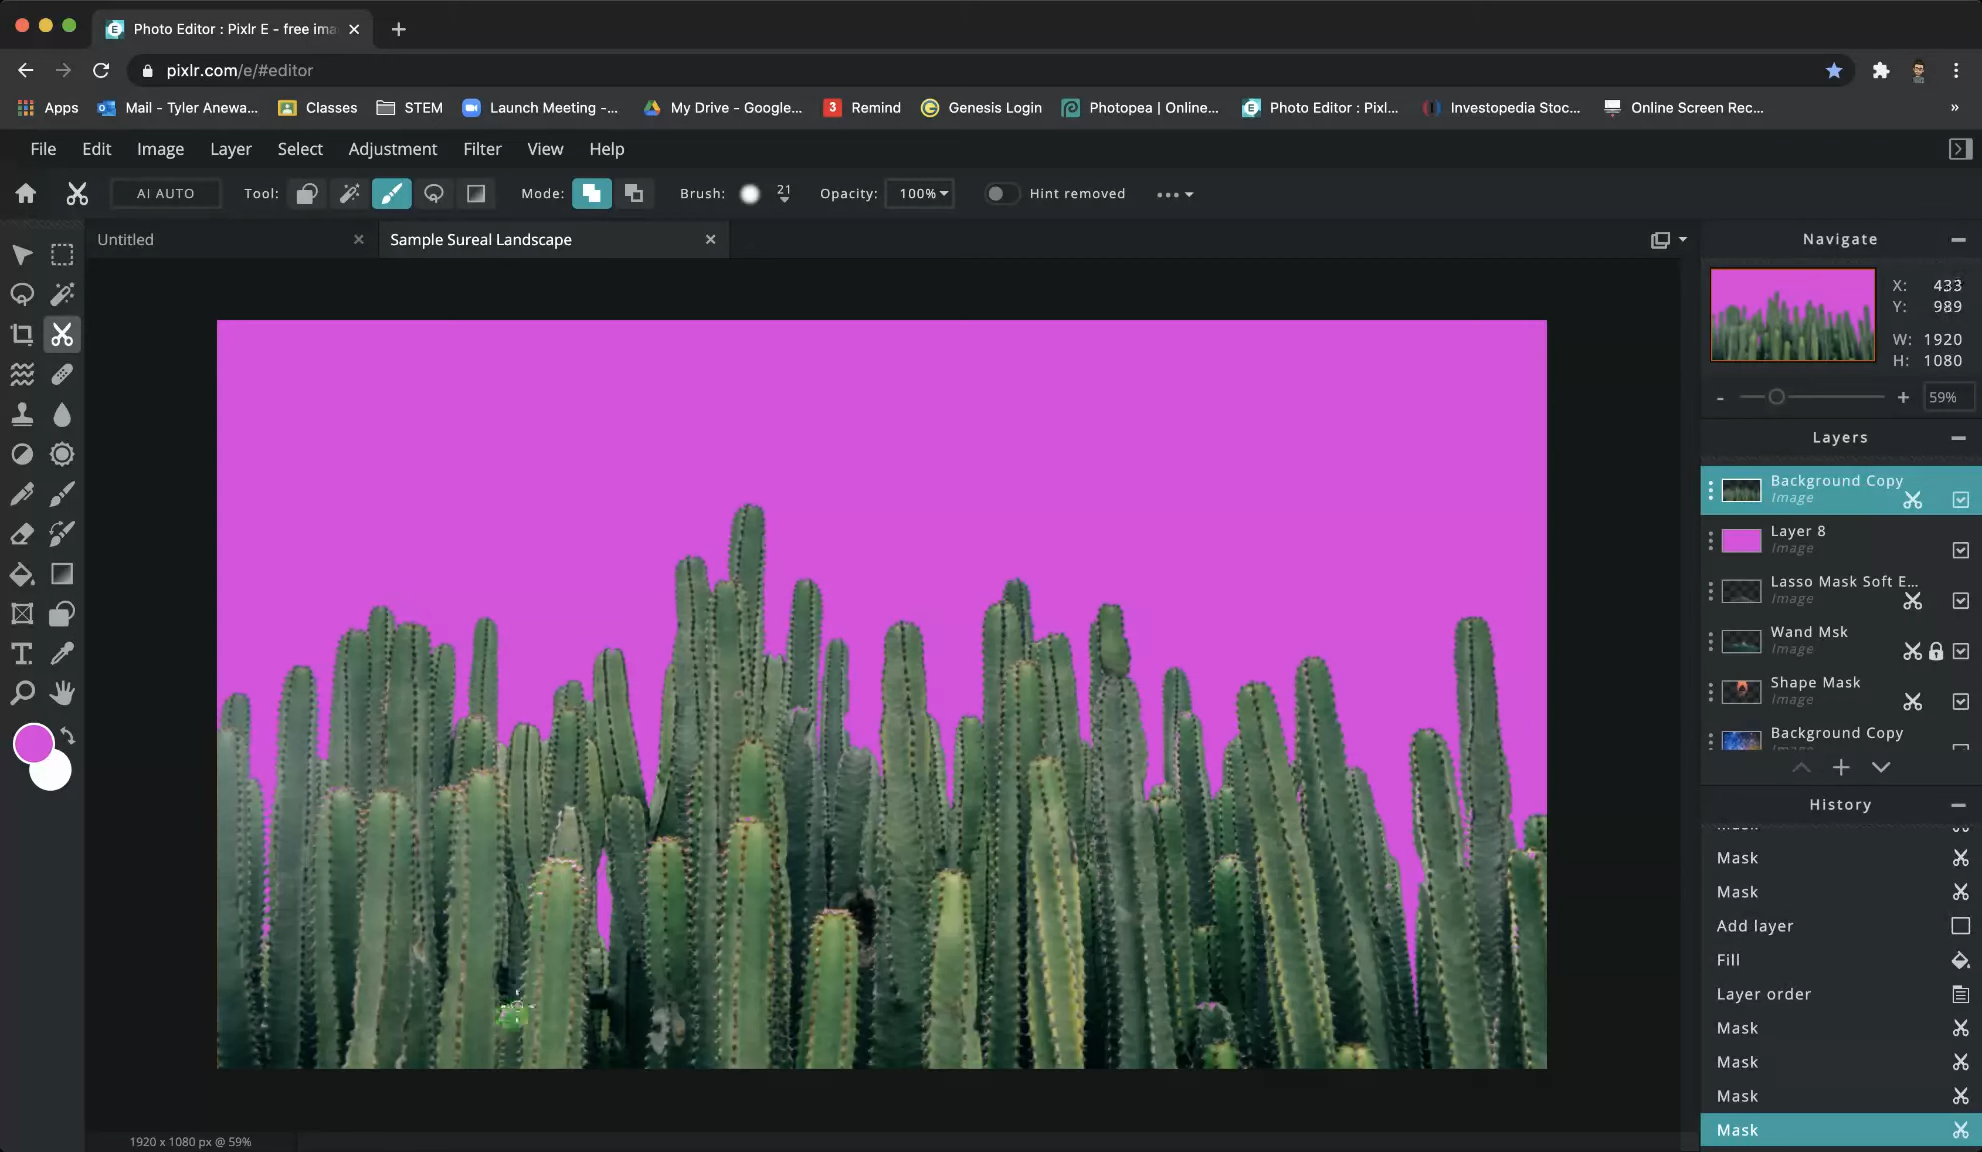 Photo Editor : Pixlr E - free ima
pixlr.com/e/#editor
Apps Mail - Tyler Anewa... Classes STEM Launch Meeting -... My Drive - Google... 3 Remind Genesis Login Photopea | Online... Photo Editor : Pixl... Investopedia Stoc... Online Screen Rec... »
File Edit Image Layer Select Adjustment Filter View Help
AI AUTO Tool: Mode: Brush: 21 Opacity: 100% Hint removed
Untitled Sample Sureal Landscape
Navigate
X: 433
Y: 989
W: 1920
H: 1080
- + 59%
Layers
Background Copy
Image
Layer 8
Image
Lasso Mask Soft E...
Image
Wand Msk
Image
Shape Mask
Image
Background Copy
History
Mask
Mask
Add layer
Fill
Layer order
Mask
Mask
Mask
Mask
1920 x 1080 px @ 59%